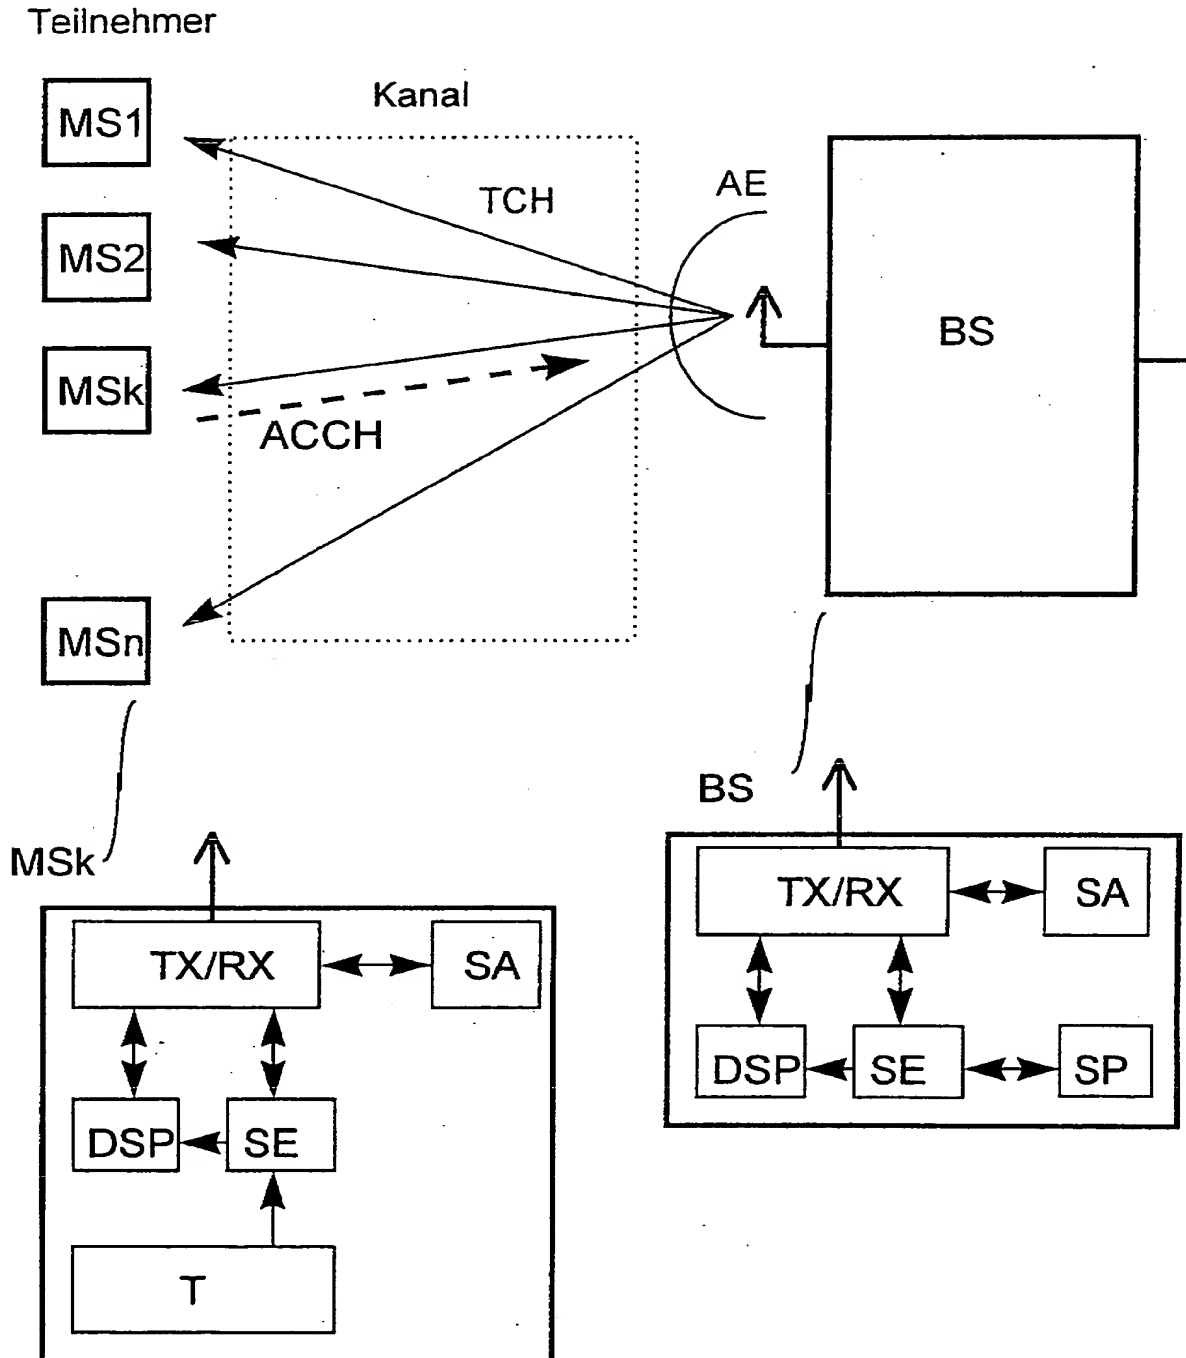 Teilnehmer
MS1
Kanal
TCH
AE
MS2
BS
MSk
ACCH
MSn
BS
MSk
TX/RX
SA
TX/RX
SA
DSP
SE
SP
DSP
SE
T